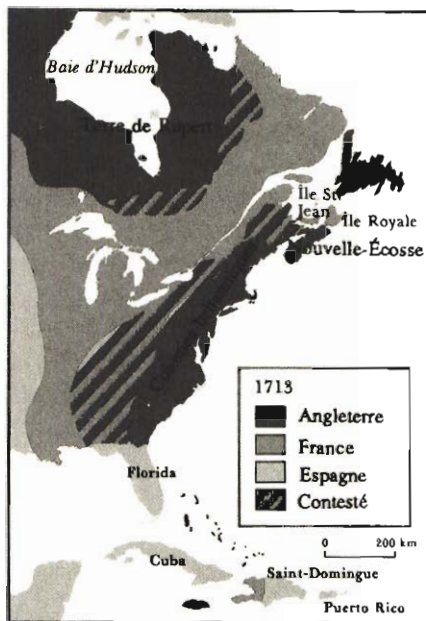 Baie d'Hudson
Terre de Rupert
Île St
Jean
Île Royale
Nouvelle-Écosse
1713
Angleterre
France
Espagne
Contesté
Florida
0 200 km
Cuba
Saint-Domingue
Puerto Rico